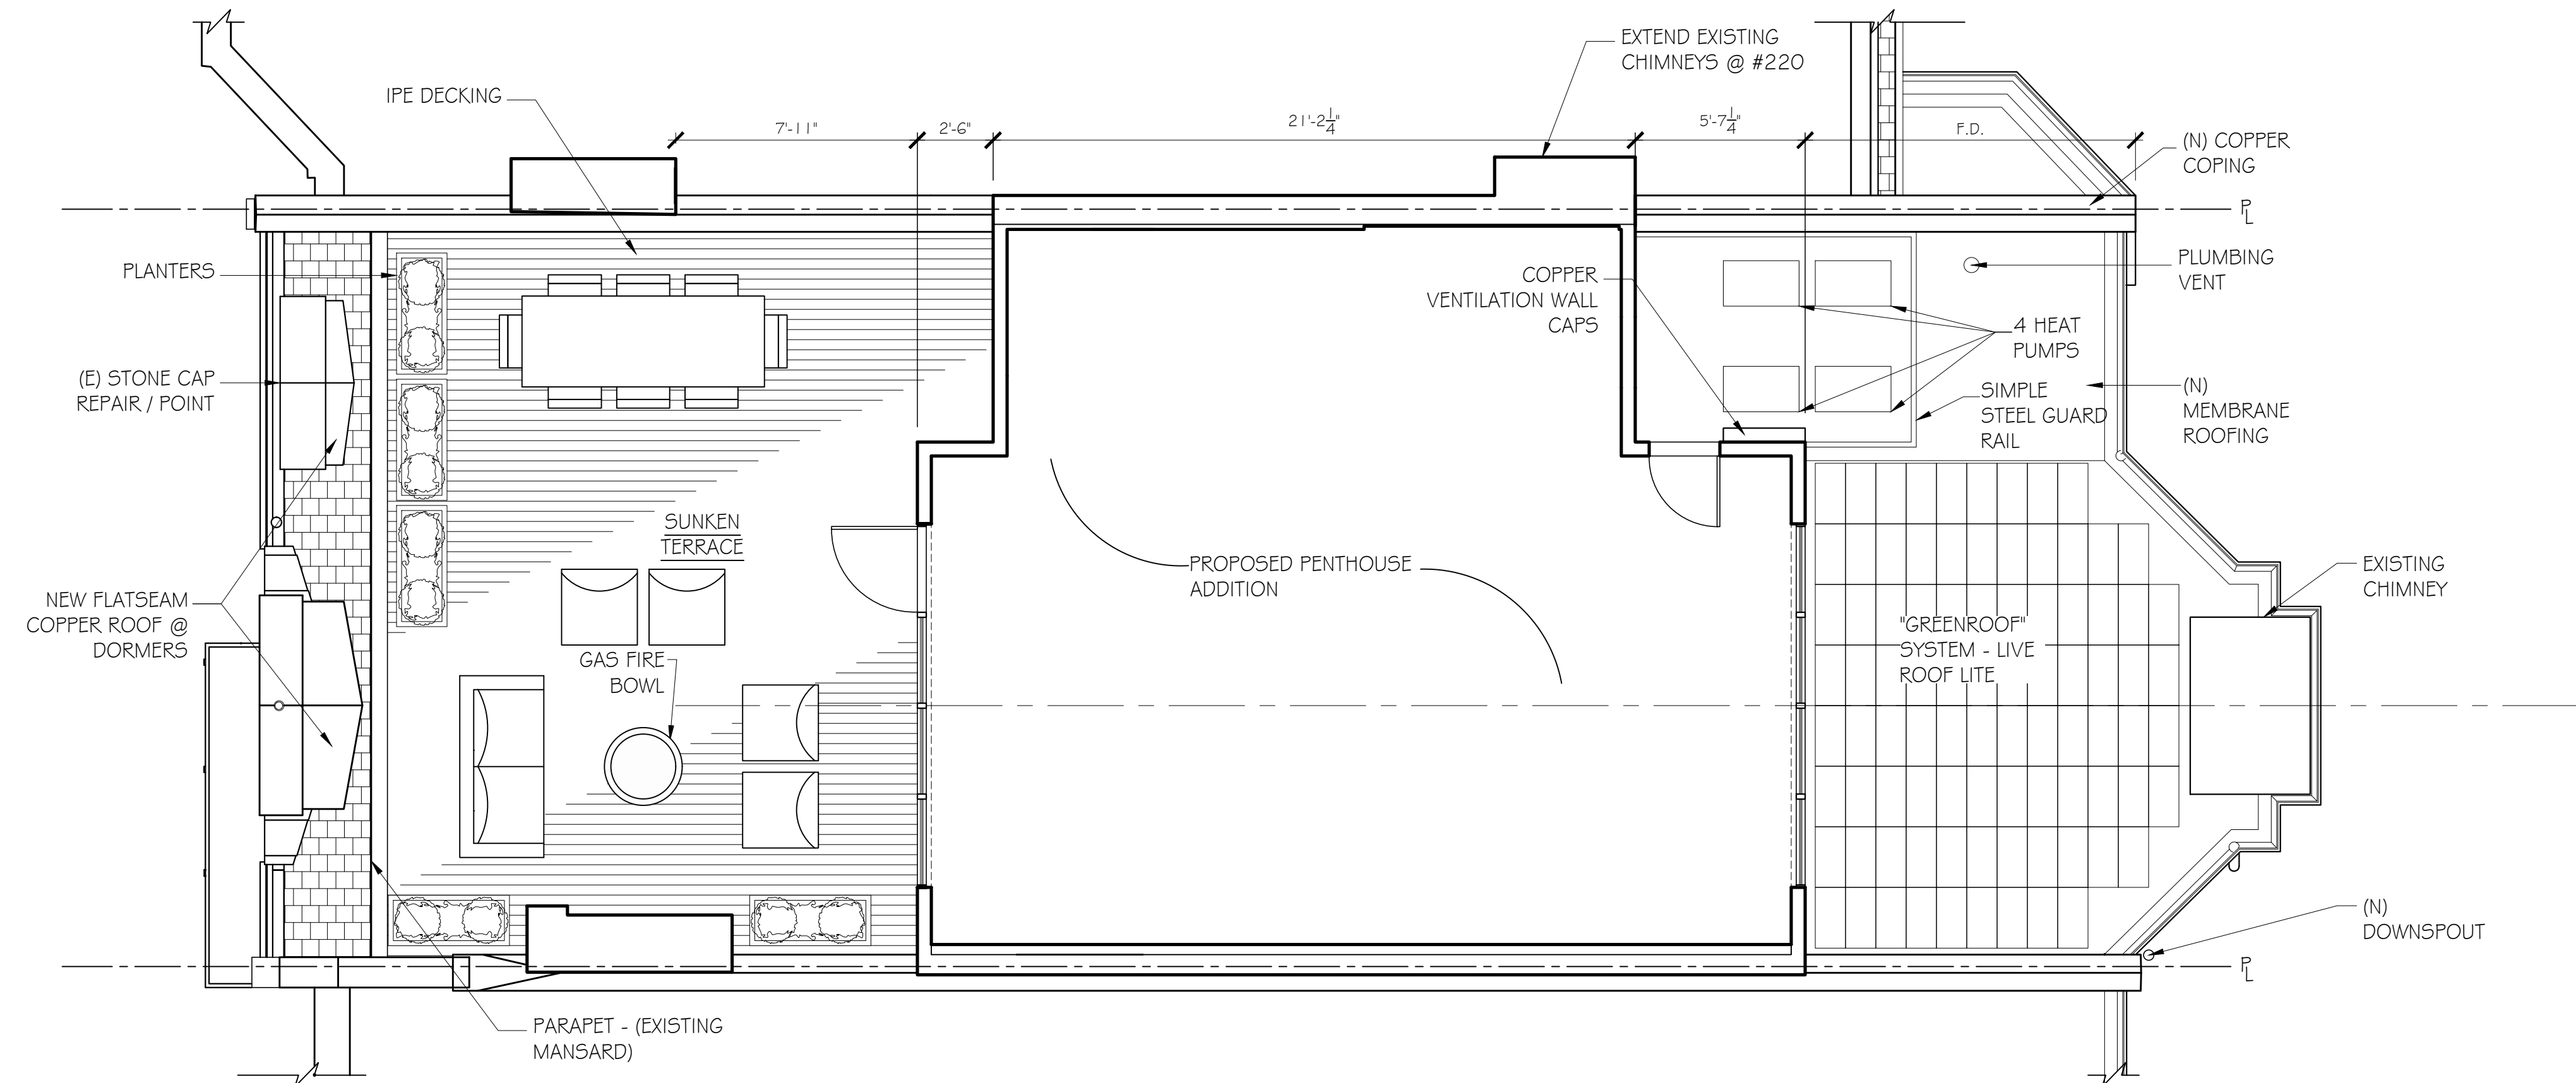 EXTEND EXISTING
CHIMNEYS @ #220
IPE DECKING
7'-11"
2'-6"
21'-2 1/4"
5'-7 1/4"
F.D.
(N) COPPER
COPING
PL
PLANTERS
COPPER
VENTILATION WALL
CAPS
PLUMBING
VENT
4 HEAT
PUMPS
(E) STONE CAP
REPAIR / POINT
SIMPLE
STEEL GUARD
RAIL
(N)
MEMBRANE
ROOFING
SUNKEN
TERRACE
PROPOSED PENTHOUSE
ADDITION
EXISTING
CHIMNEY
NEW FLATSEAM
COPPER ROOF @
DORMERS
"GREENROOF"
SYSTEM - LIVE
ROOF LITE
GAS FIRE
BOWL
(N)
DOWNSPOUT
PL
PARAPET - (EXISTING
MANSARD)